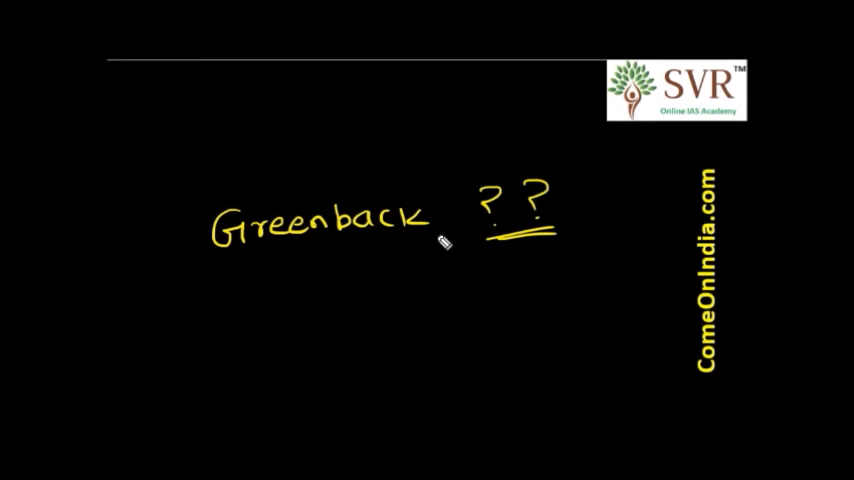 SVR™
Online IAS Academy
Greenback ??
ComeOnIndia.com